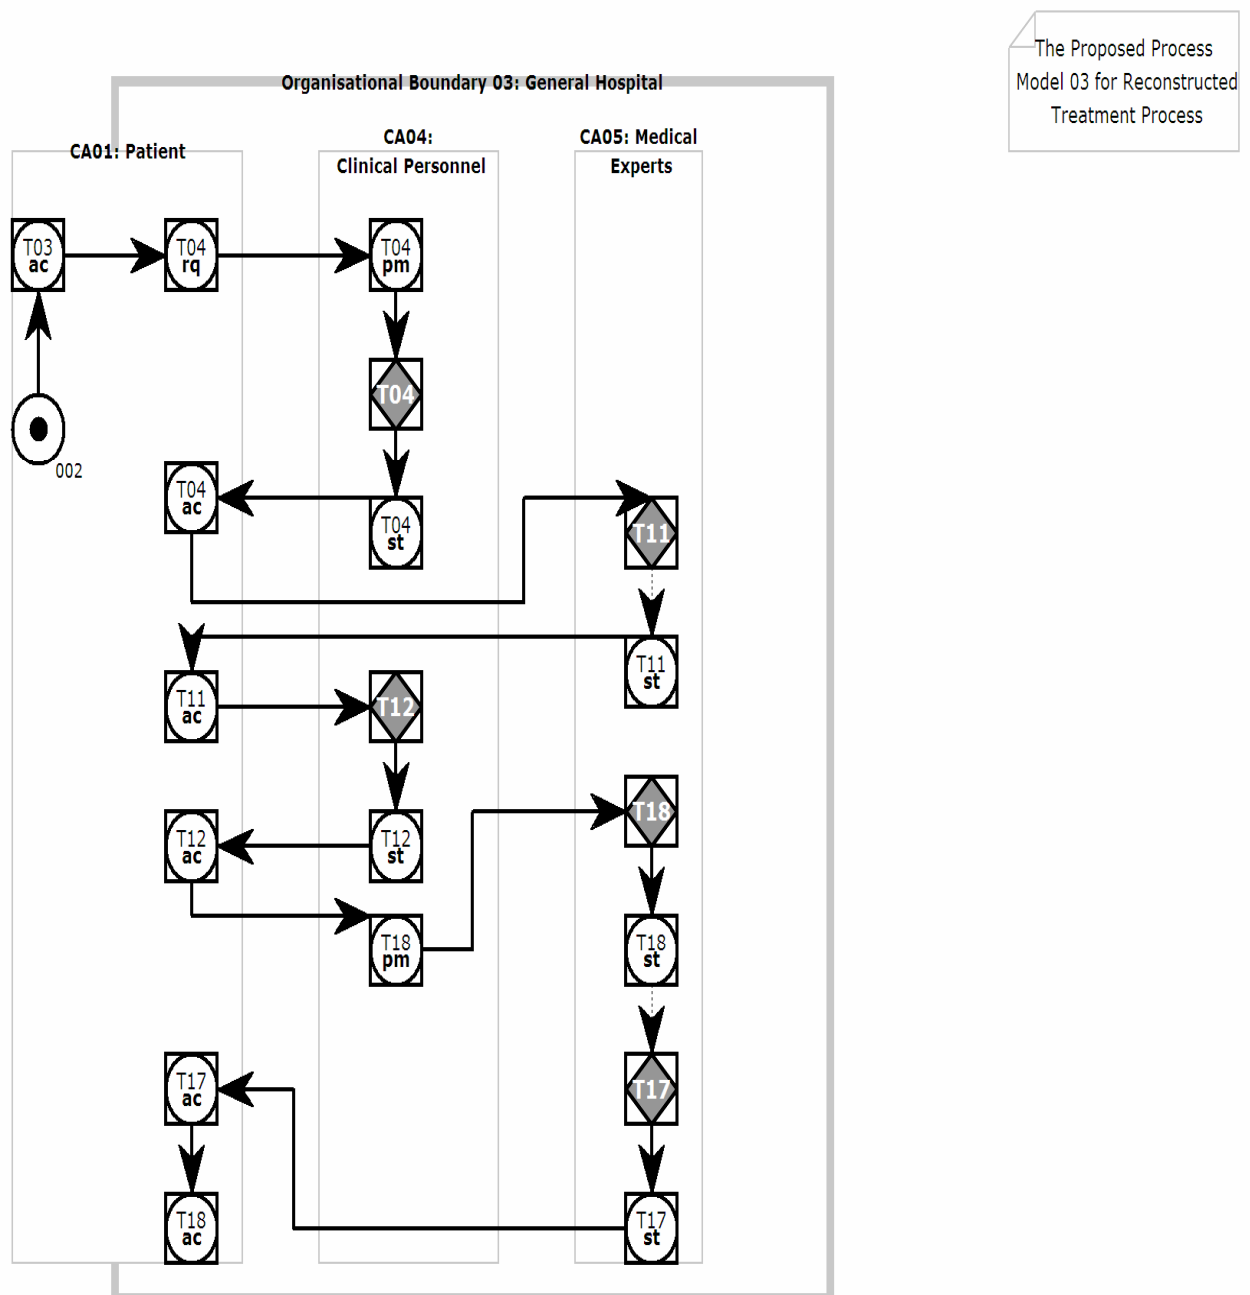 The Proposed Process
Model 03 for Reconstructed
Treatment Process
Organisational Boundary 03: General Hospital
CA01: Patient
CA04:
Clinical Personnel
CA05: Medical
Experts
T03
ac
T04
rq
T04
pm
T04
002
T04
ac
T04
st
T11
T11
st
T11
ac
T12
T12
ac
T12
st
T18
T18
pm
T18
st
T17
ac
T17
T18
ac
T17
st